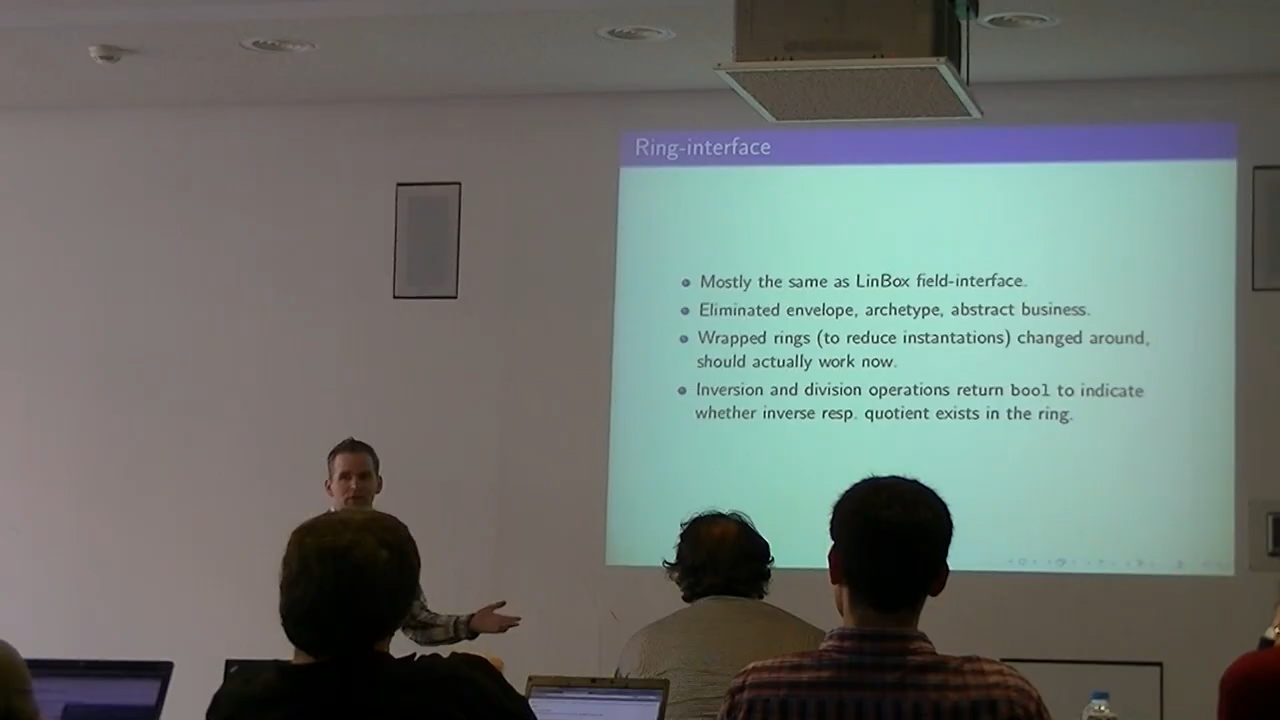 Ring-interface
Mostly the same as LinBox field-interface.
Eliminated envelope, archetype, abstract business.
Wrapped rings (to reduce instantations) changed around,
should actually work now.
Inversion and division operations return bool to indicate
whether inverse resp. quotient exists in the ring.